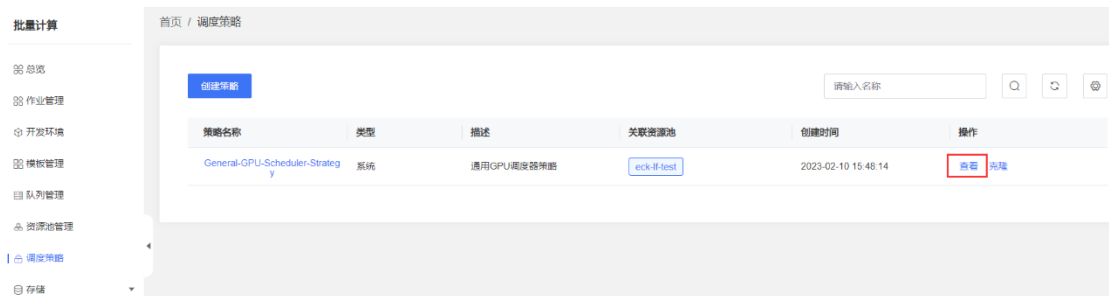 批量计算
首页 / 调度策略
总览
作业管理
开发环境
模板管理
队列管理
资源池管理
调度策略
存储
创建策略
请输入名称
策略名称 类型 描述 关联资源池 创建时间 操作
General-GPU-Scheduler-Strateg
y
系统 通用GPU调度器策略 eck-lf-test 2023-02-10 15:48:14 查看 克隆